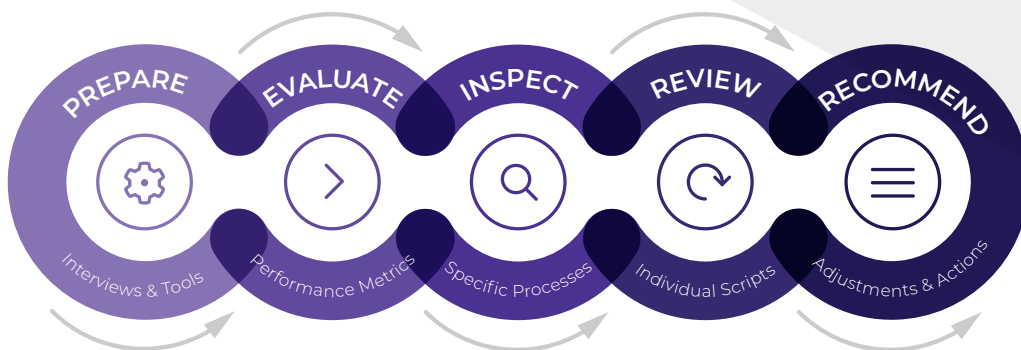 PREPARE
Interviews & Tools
EVALUATE
Performance Metrics
INSPECT
Specific Processes
REVIEW
Individual Scripts
RECOMMEND
Adjustments & Actions